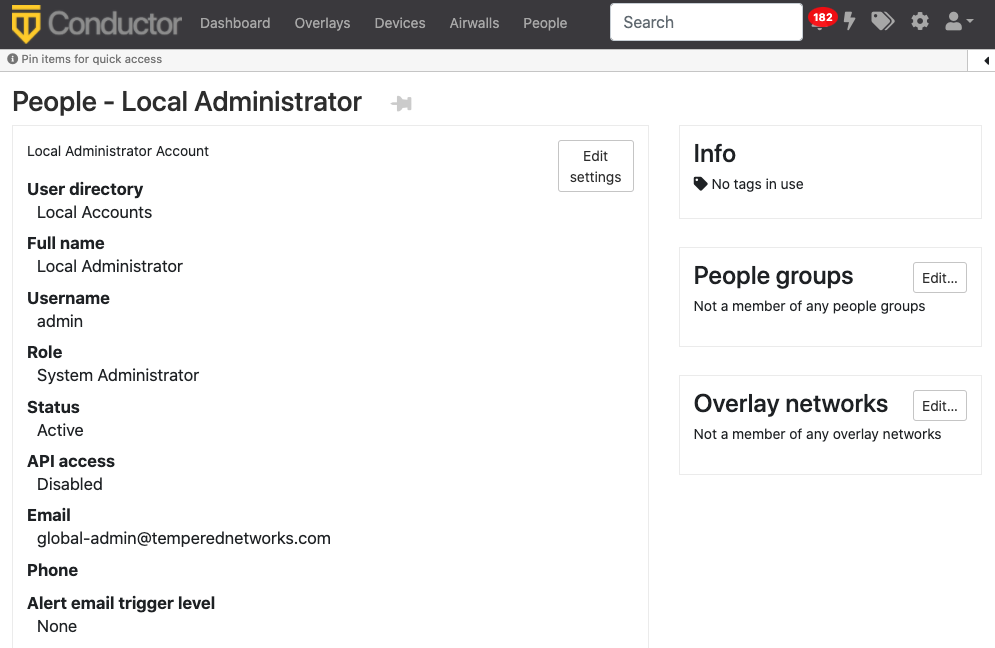 Conductor Dashboard Overlays Devices Airwalls People Search 182
Pin items for quick access
People - Local Administrator
Local Administrator Account
Edit settings
User directory
Local Accounts
Full name
Local Administrator
Username
admin
Role
System Administrator
Status
Active
API access
Disabled
Email
global-admin@temperednetworks.com
Phone
Alert email trigger level
None
Info
No tags in use
People groups Edit...
Not a member of any people groups
Overlay networks Edit...
Not a member of any overlay networks